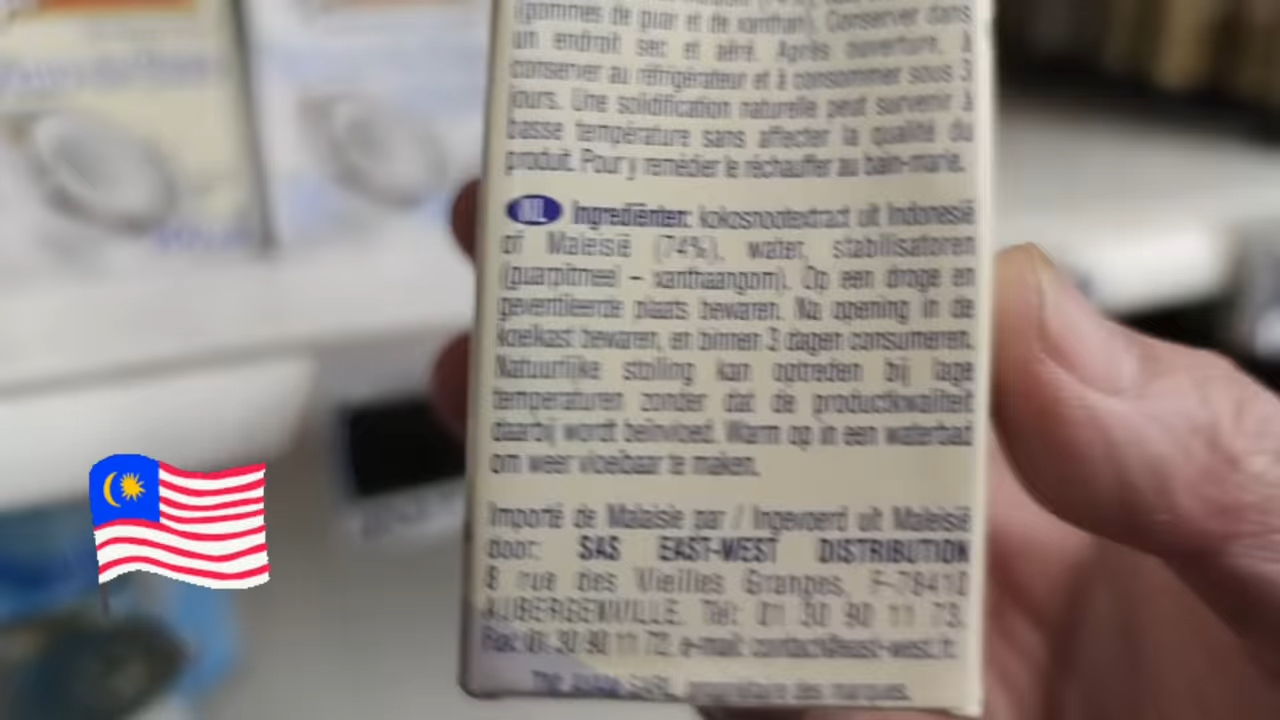 (gommes de guar et de xanthan). Conserver dans
un endroit sec et aéré. Après ouverture, à
conserver au réfrigérateur et à consommer sous 3
jours. Une solidification naturelle peut survenir à
basse température sans affecter la qualité du
produit. Pour y remédier le réchauffer au bain-marie.
NL Ingrediënten: kokosnootextract uit Indonesië
of Maleisië (74%), water, stabilisatoren
(guarpitmeel – xanthaangom). Op een droge en
geventileerde plaats bewaren. Na opening in de
koelkast bewaren, en binnen 3 dagen consumeren.
Natuurlijke stolling kan optreden bij lage
temperaturen zonder dat de productkwaliteit
daarbij wordt beïnvloed. Warm op in een waterbad
om weer vloeibaar te maken.
Importé de Malaisie par / Ingevoerd uit Maleisië
door: SAS EAST-WEST DISTRIBUTION
8 rue des Vieilles Granges, F-78410
AUBERGENVILLE. Tél: 01 30 90 11 73.
Fax: 01 30 90 11 72. e-mail: contact@east-west.fr
SARL, propriétaire des marques.